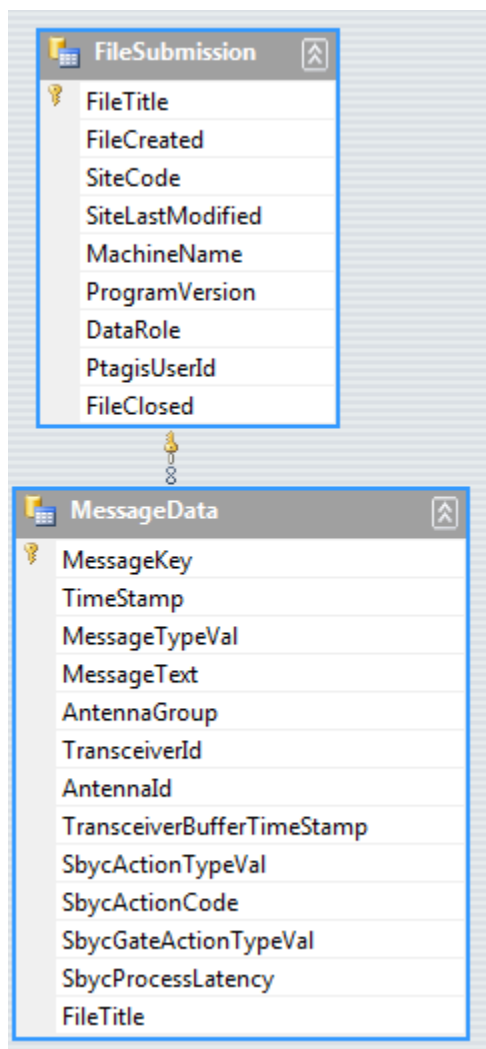 FileSubmission
FileTitle
FileCreated
SiteCode
SiteLastModified
MachineName
ProgramVersion
DataRole
PtagisUserId
FileClosed
MessageData
MessageKey
TimeStamp
MessageTypeVal
MessageText
AntennaGroup
TransceiverId
AntennaId
TransceiverBufferTimeStamp
SbycActionTypeVal
SbycActionCode
SbycGateActionTypeVal
SbycProcessLatency
FileTitle